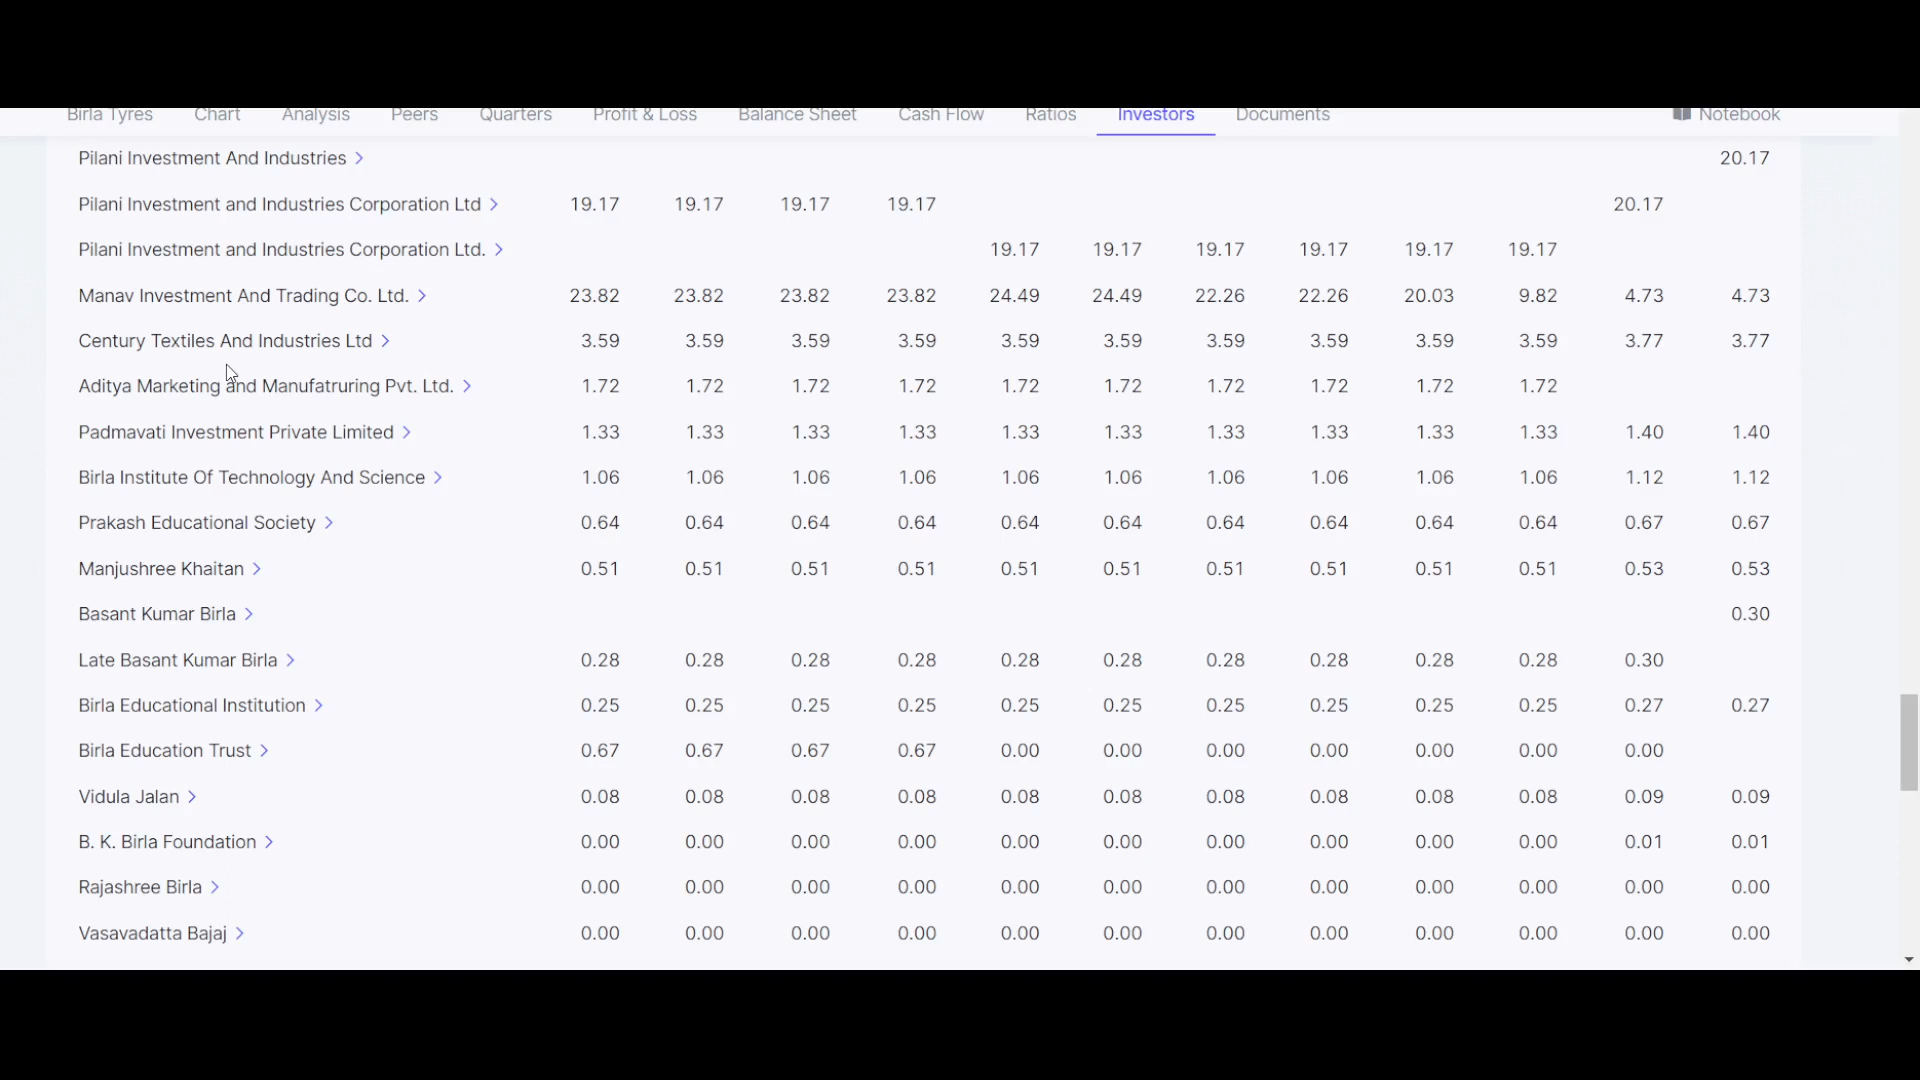 Birla Tyres Chart Analysis Peers Quarters Profit & Loss Balance Sheet Cash Flow Ratios Investors Documents Notebook
Pilani Investment And Industries 20.17
Pilani Investment and Industries Corporation Ltd 19.17 19.17 19.17 19.17 20.17
Pilani Investment and Industries Corporation Ltd. 19.17 19.17 19.17 19.17 19.17 19.17
Manav Investment And Trading Co. Ltd. 23.82 23.82 23.82 23.82 24.49 24.49 22.26 22.26 20.03 9.82 4.73 4.73
Century Textiles And Industries Ltd 3.59 3.59 3.59 3.59 3.59 3.59 3.59 3.59 3.59 3.59 3.77 3.77
Aditya Marketing and Manufatruring Pvt. Ltd. 1.72 1.72 1.72 1.72 1.72 1.72 1.72 1.72 1.72 1.72
Padmavati Investment Private Limited 1.33 1.33 1.33 1.33 1.33 1.33 1.33 1.33 1.33 1.33 1.40 1.40
Birla Institute Of Technology And Science 1.06 1.06 1.06 1.06 1.06 1.06 1.06 1.06 1.06 1.06 1.12 1.12
Prakash Educational Society 0.64 0.64 0.64 0.64 0.64 0.64 0.64 0.64 0.64 0.64 0.67 0.67
Manjushree Khaitan 0.51 0.51 0.51 0.51 0.51 0.51 0.51 0.51 0.51 0.51 0.53 0.53
Basant Kumar Birla 0.30
Late Basant Kumar Birla 0.28 0.28 0.28 0.28 0.28 0.28 0.28 0.28 0.28 0.28 0.30
Birla Educational Institution 0.25 0.25 0.25 0.25 0.25 0.25 0.25 0.25 0.25 0.25 0.27 0.27
Birla Education Trust 0.67 0.67 0.67 0.67 0.00 0.00 0.00 0.00 0.00 0.00 0.00
Vidula Jalan 0.08 0.08 0.08 0.08 0.08 0.08 0.08 0.08 0.08 0.08 0.09 0.09
B. K. Birla Foundation 0.00 0.00 0.00 0.00 0.00 0.00 0.00 0.00 0.00 0.00 0.01 0.01
Rajashree Birla 0.00 0.00 0.00 0.00 0.00 0.00 0.00 0.00 0.00 0.00 0.00 0.00
Vasavadatta Bajaj 0.00 0.00 0.00 0.00 0.00 0.00 0.00 0.00 0.00 0.00 0.00 0.00